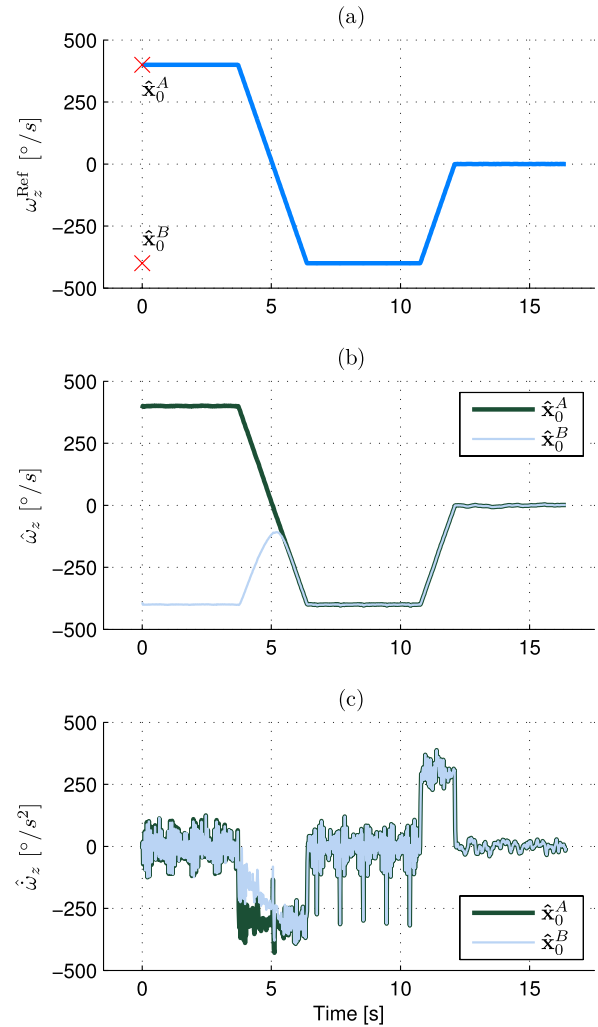 (a)
500
250
0
−250
−500
ω_z^Ref [°/s]
x̂_0^A
x̂_0^B
0 5 10 15
(b)
500
250
0
−250
−500
ω̂_z [°/s]
x̂_0^A
x̂_0^B
0 5 10 15
(c)
500
250
0
−250
−500
ω̇̂_z [°/s²]
x̂_0^A
x̂_0^B
0 5 10 15
Time [s]